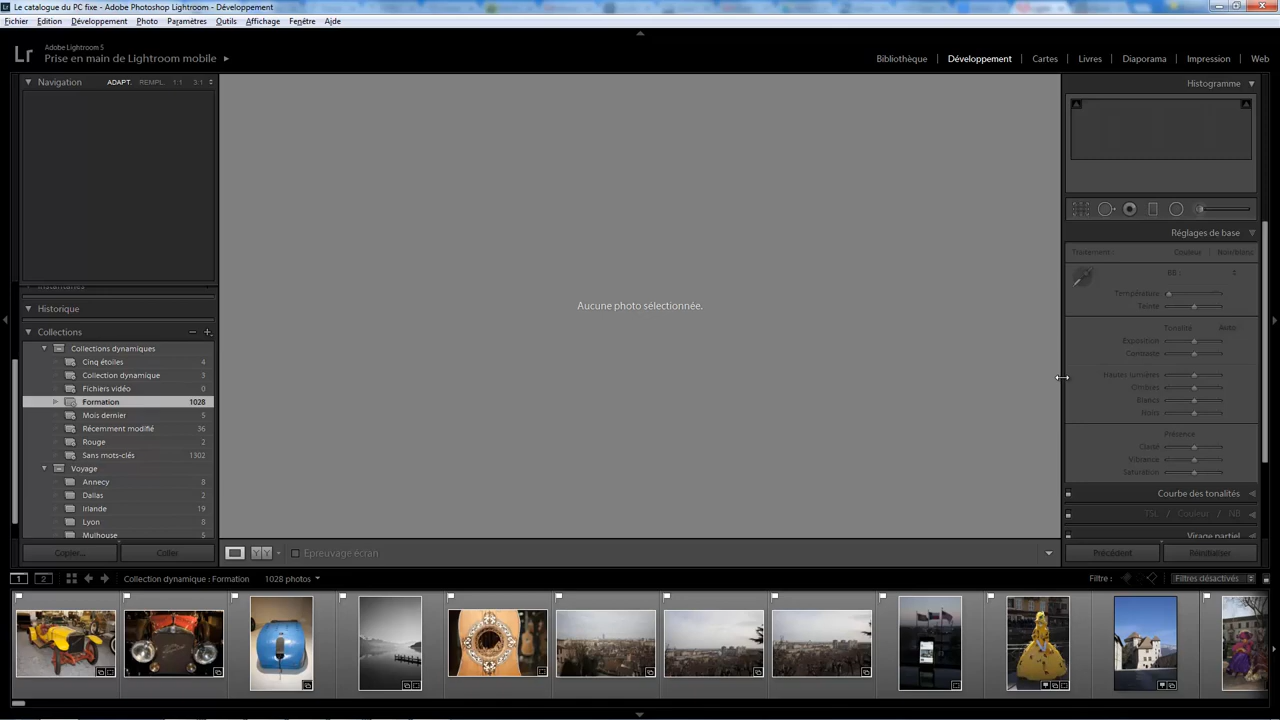 Le catalogue du PC fixe - Adobe Photoshop Lightroom - Développement
Fichier Edition Développement Photo Paramètres Outils Affichage Fenêtre Aide
Adobe Lightroom 5
Lr Prise en main de Lightroom mobile
Bibliothèque Développement Cartes Livres Diaporama Impression Web
Navigation ADAPT. REMPL. 1:1 3:1
Histogramme
Aucune photo sélectionnée.
Réglages de base
Traitement : Couleur Noir/blanc
BB :
Température
Teinte
Tonalité Auto
Exposition
Contraste
Hautes lumières
Ombres
Blancs
Noirs
Présence
Clarté
Vibrance
Saturation
Courbe des tonalités
TSL / Couleur / NB
Virage partiel
Instantanés
Historique
Collections
Collections dynamiques
Cinq étoiles 4
Collection dynamique 3
Fichiers vidéo 0
Formation 1028
Mois dernier 5
Récemment modifié 36
Rouge 2
Sans mots-clés 1302
Voyage
Annecy 8
Dallas 2
Irlande 19
Lyon 8
Mulhouse 5
Copier... Coller
Y Y Epreuvage écran
Précédent Réinitialiser
1 2 Collection dynamique : Formation 1028 photos
Filtre : Filtres désactivés